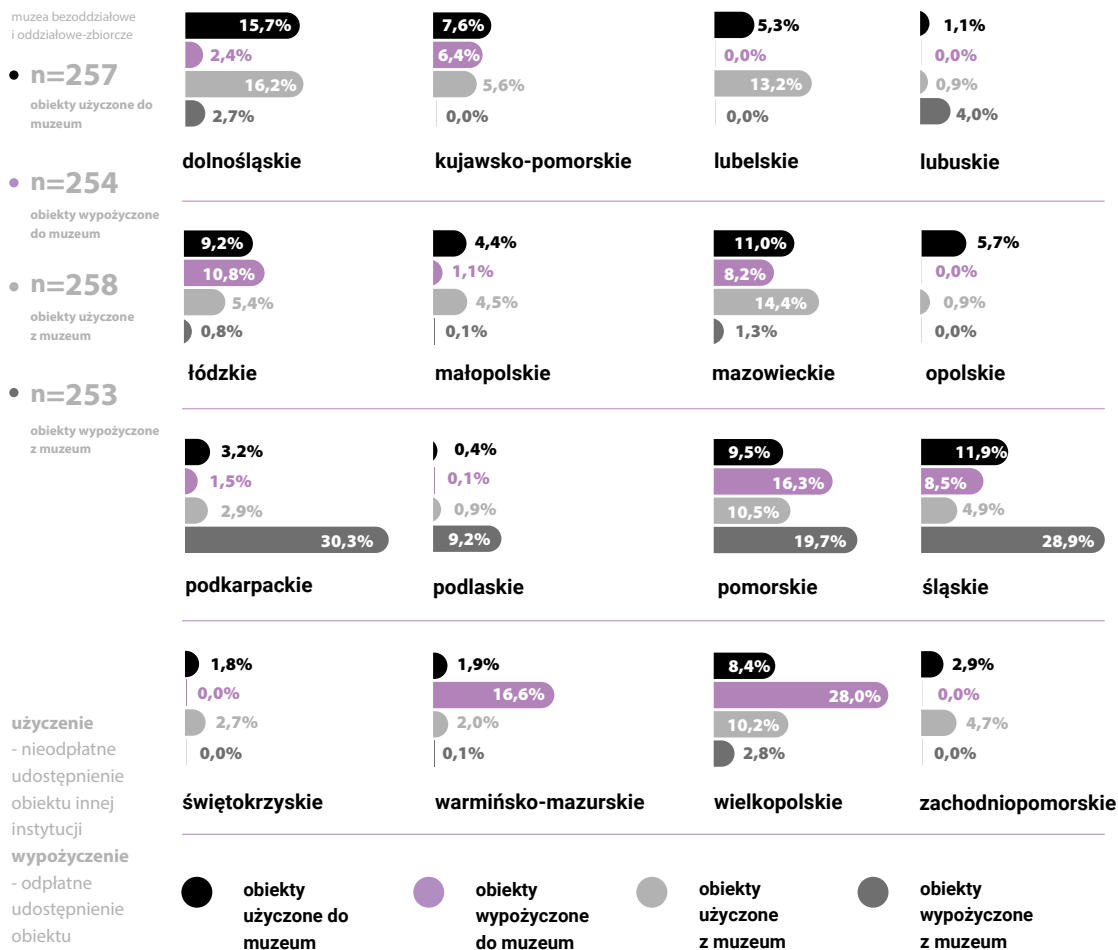 muzea bezoddziałowe
i oddziałowe-zbiorcze
n=257
obiekty użyczone do
muzeum
n=254
obiekty wypożyczone
do muzeum
n=258
obiekty użyczone
z muzeum
n=253
obiekty wypożyczone
z muzeum
użyczenie
- nieodpłatne
udostępnienie
obiektu innej
instytucji
wypożyczenie
- odpłatne
udostępnienie
obiektu
15,7%
2,4%
16,2%
2,7%
dolnośląskie
7,6%
6,4%
5,6%
0,0%
kujawsko-pomorskie
5,3%
0,0%
13,2%
0,0%
lubelskie
1,1%
0,0%
0,9%
4,0%
lubuskie
9,2%
10,8%
5,4%
0,8%
łódzkie
4,4%
1,1%
4,5%
0,1%
małopolskie
11,0%
8,2%
14,4%
1,3%
mazowieckie
5,7%
0,0%
0,9%
0,0%
opolskie
3,2%
1,5%
2,9%
30,3%
podkarpackie
0,4%
0,1%
0,9%
9,2%
podlaskie
9,5%
16,3%
10,5%
19,7%
pomorskie
11,9%
8,5%
4,9%
28,9%
śląskie
1,8%
0,0%
2,7%
0,0%
świętokrzyskie
1,9%
16,6%
2,0%
0,1%
warmińsko-mazurskie
8,4%
28,0%
10,2%
2,8%
wielkopolskie
2,9%
0,0%
4,7%
0,0%
zachodniopomorskie
obiekty
użyczone do
muzeum
obiekty
wypożyczone
do muzeum
obiekty
użyczone
z muzeum
obiekty
wypożyczone
z muzeum